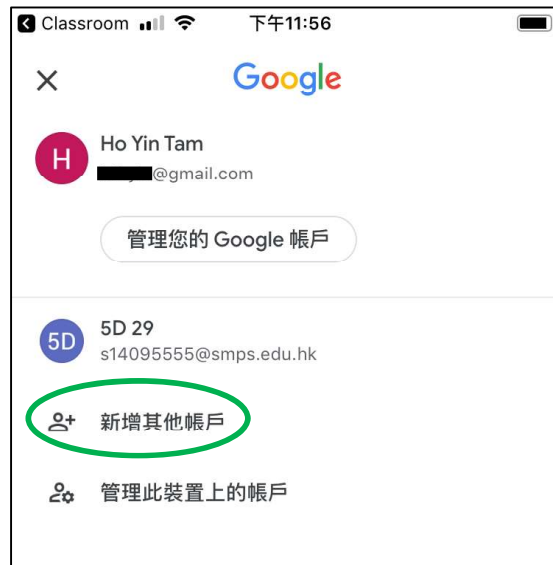 Classroom 下午11:56
Google
H
Ho Yin Tam
@gmail.com
管理您的 Google 帳戶
5D
5D 29
s14095555@smps.edu.hk
新增其他帳戶
管理此裝置上的帳戶